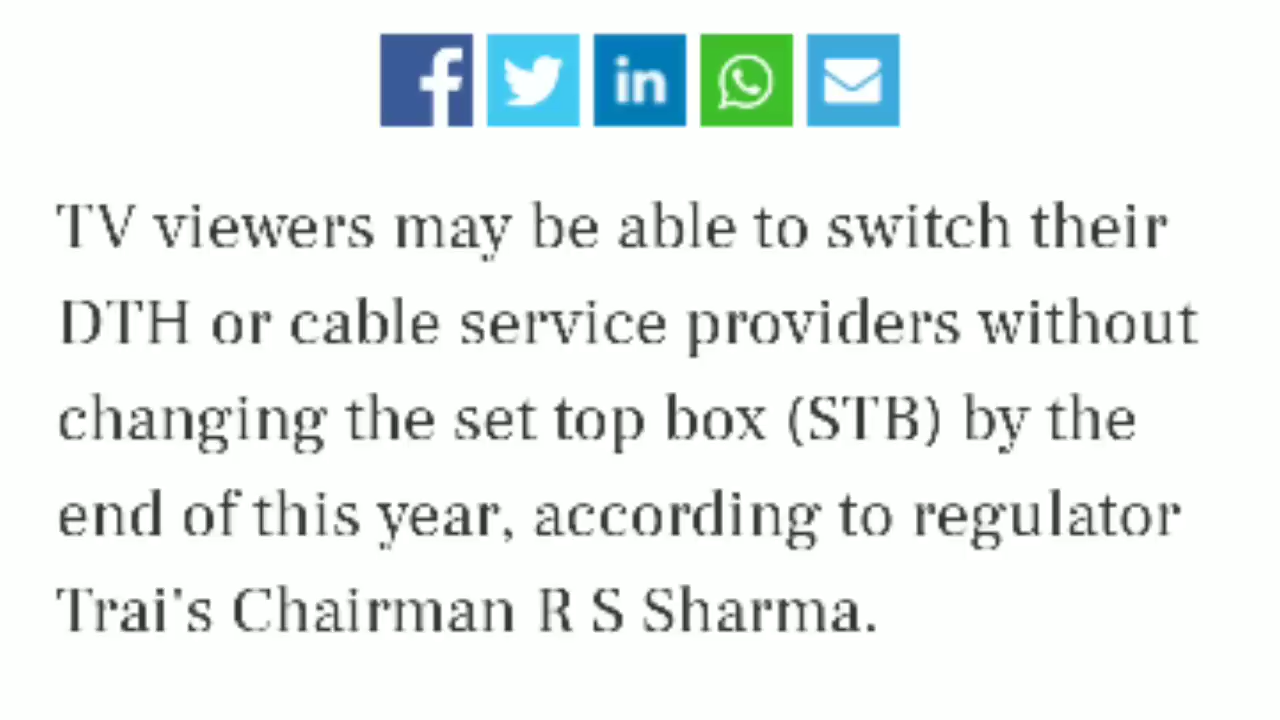 f in
TV viewers may be able to switch their
DTH or cable service providers without
changing the set top box (STB) by the
end of this year, according to regulator
Trai's Chairman R S Sharma.